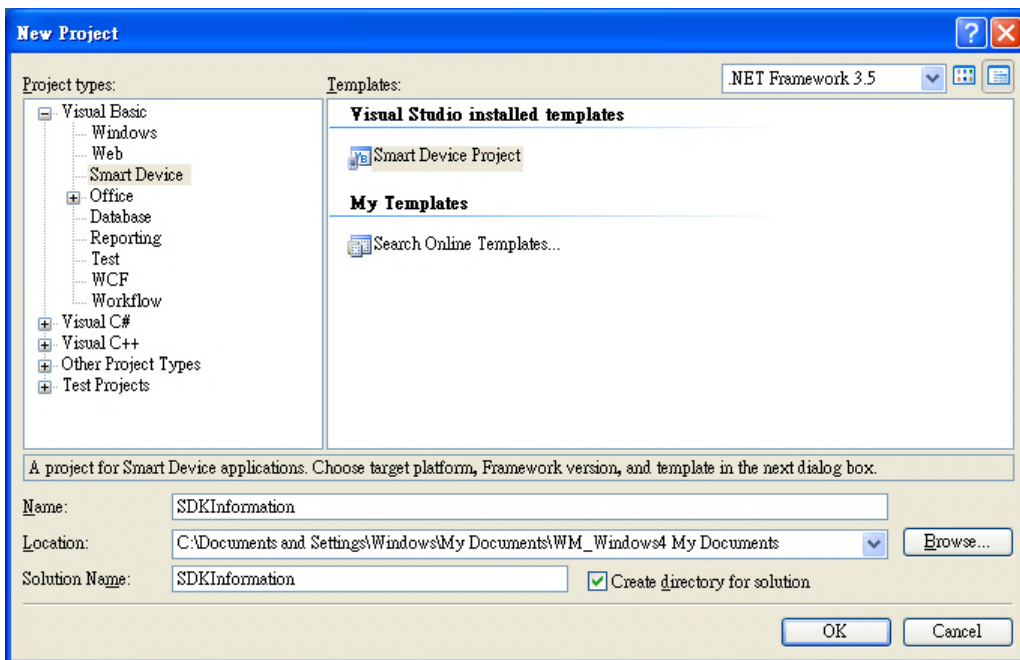 New Project
Project types:
Templates:
.NET Framework 3.5
Visual Basic
Windows
Web
Smart Device
Office
Database
Reporting
Test
WCF
Workflow
Visual C#
Visual C++
Other Project Types
Test Projects
Visual Studio installed templates
Smart Device Project
My Templates
Search Online Templates...
A project for Smart Device applications. Choose target platform, Framework version, and template in the next dialog box.
Name:
SDKInformation
Location:
C:\Documents and Settings\Windows\My Documents\WM_Windows4 My Documents
Browse...
Solution Name:
SDKInformation
Create directory for solution
OK
Cancel